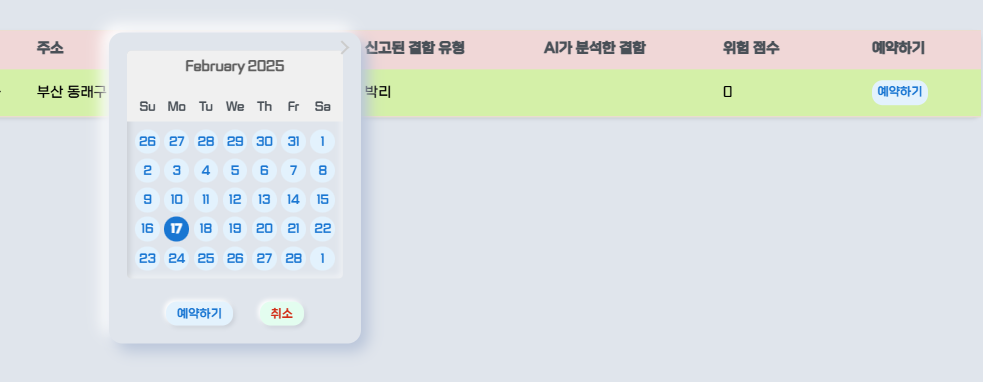 주소 신고된 결함 유형 AI가 분석한 결함 위험 점수 예약하기
부산 동래구 박리 예약하기
February 2025
Su Mo Tu We Th Fr Sa
26 27 28 29 30 31 1
2 3 4 5 6 7 8
9 10 11 12 13 14 15
16 17 18 19 20 21 22
23 24 25 26 27 28 1
예약하기 취소